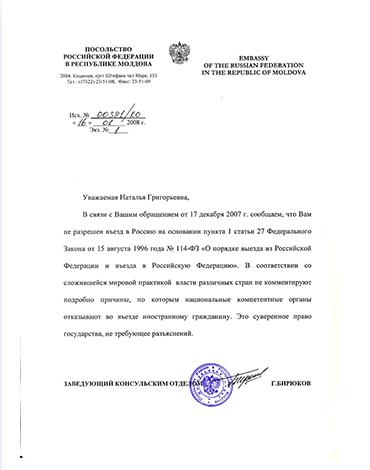 ПОСОЛЬСТВО
РОССИЙСКОЙ ФЕДЕРАЦИИ
В РЕСПУБЛИКЕ МОЛДОВА
2004, Кишинев, пр-т Штефана чел Маре, 153
Тел.: (37322) 23-51-08, Факс: 23-51-09
EMBASSY
OF THE RUSSIAN FEDERATION
IN THE REPUBLIC OF MOLDOVA
Исх. № 00391/ко
« 16 » 01 2008 г.
Экз. № 1
Уважаемая Наталья Григорьевна,
В связи с Вашим обращением от 17 декабря 2007 г. сообщаем, что Вам
не разрешен въезд в Россию на основании пункта 1 статьи 27 Федерального
Закона от 15 августа 1996 года № 114-ФЗ «О порядке выезда из Российской
Федерации и въезда в Российскую Федерацию». В соответствии со
сложившейся мировой практикой власти различных стран не комментируют
подробно причины, по которым национальные компетентные органы
отказывают во въезде иностранному гражданину. Это суверенное право
государства, не требующее разъяснений.
ЗАВЕДУЮЩИЙ КОНСУЛЬСКИМ ОТДЕЛОМ Г.БИРЮКОВ